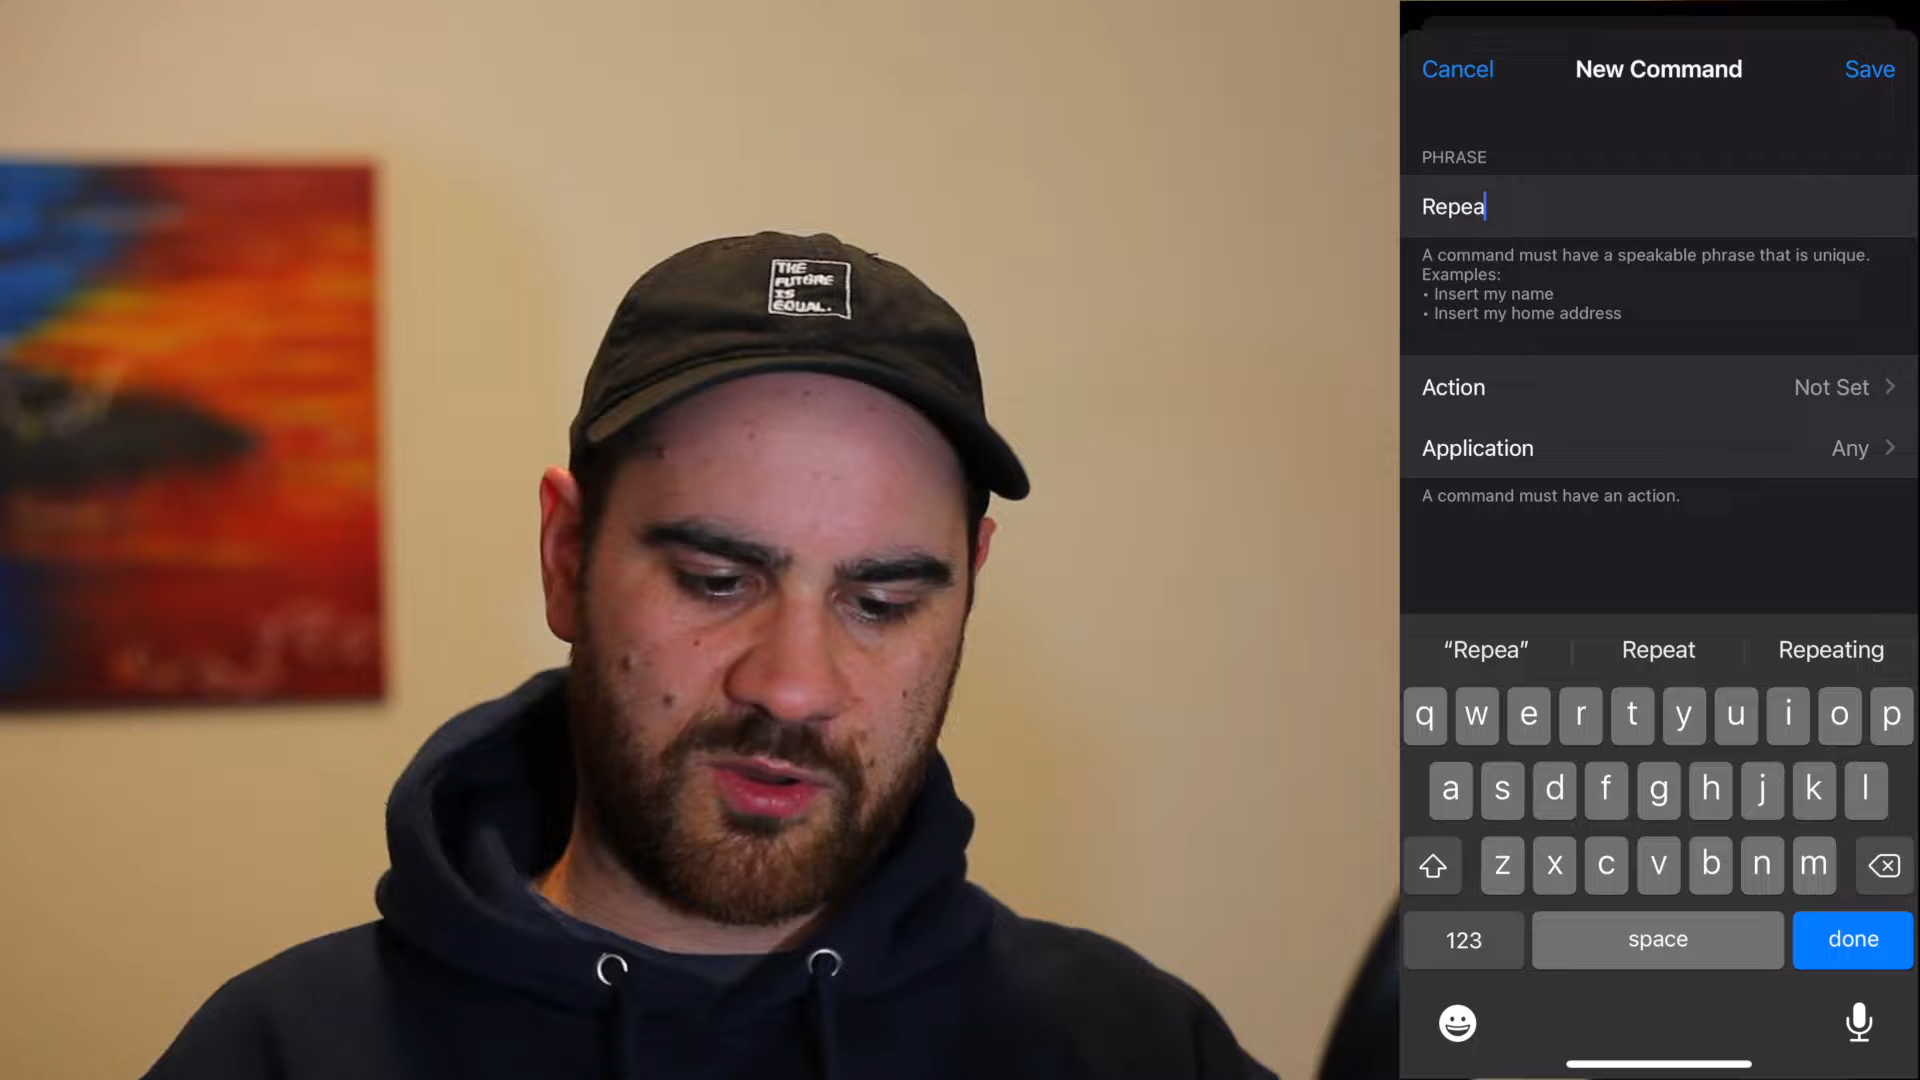 THE
FUTURE
IS
EQUAL.
Cancel
New Command
Save
PHRASE
Repea
A command must have a speakable phrase that is unique.
Examples:
• Insert my name
• Insert my home address
Action
Not Set
Application
Any
A command must have an action.
“Repea”
Repeat
Repeating
q w e r t y u i o p
a s d f g h j k l
z x c v b n m
123
space
done